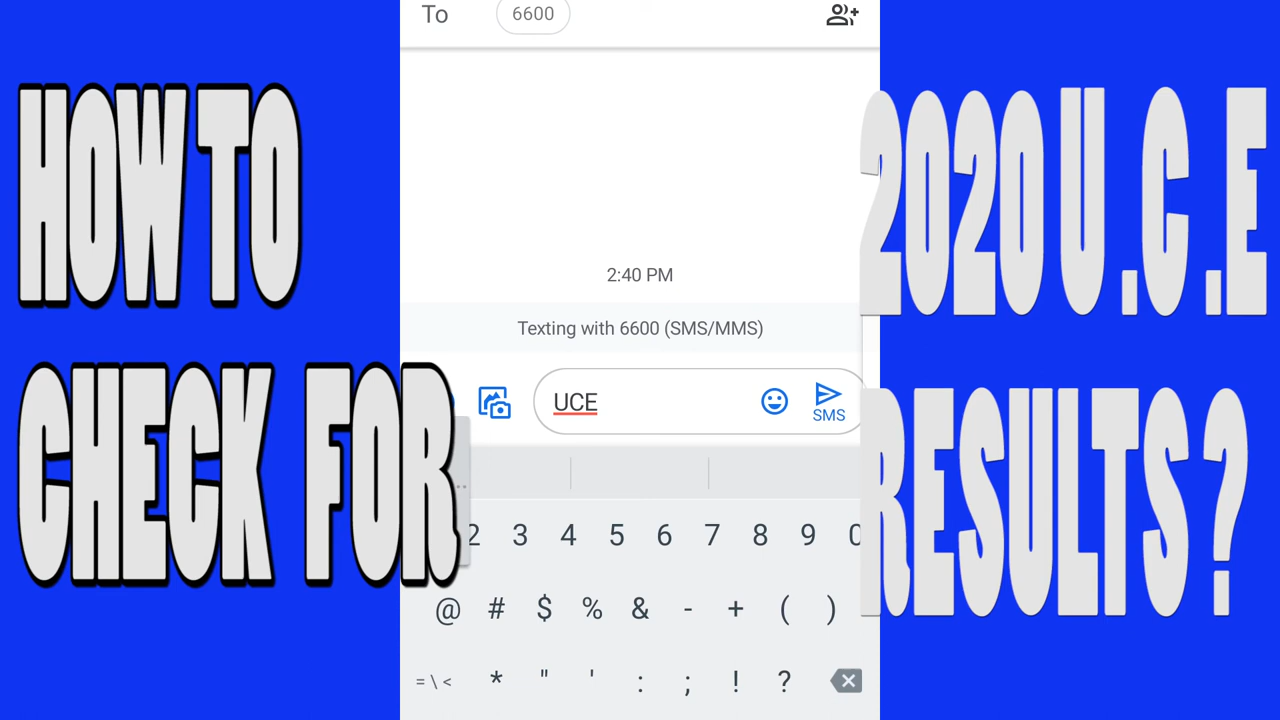 To 6600
HOW TO
CHECK FOR
2020 U.C.E
RESULTS?
2:40 PM
Texting with 6600 (SMS/MMS)
UCE
SMS
2 3 4 5 6 7 8 9 0
@ # $ % & - + ( )
= \ < * " ' : ; ! ?